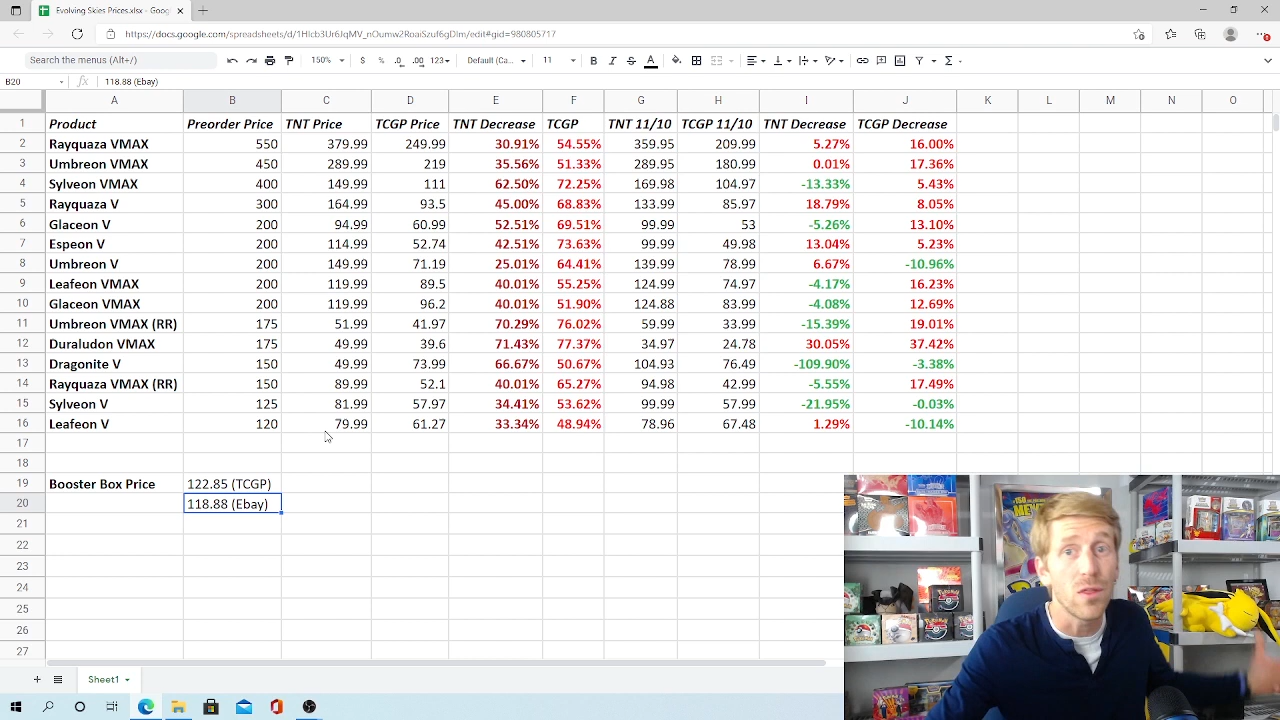 Evolving Skies Prices.xlsx - Goog
https://docs.google.com/spreadsheets/d/1Hlcb3Ur6IqMV_nOumw2RoaiSzuf6gDlm/edit#gid=980805717
Search the menus (Alt+/) 150% $ % .0 .00 123 Default (Ca... 11 B I S A
B20 fx 118.88 (Ebay)
A B C D E F G H I J K L M N O
1 Product Preorder Price TNT Price TCGP Price TNT Decrease TCGP TNT 11/10 TCGP 11/10 TNT Decrease TCGP Decrease
2 Rayquaza VMAX 550 379.99 249.99 30.91% 54.55% 359.95 209.99 5.27% 16.00%
3 Umbreon VMAX 450 289.99 219 35.56% 51.33% 289.95 180.99 0.01% 17.36%
4 Sylveon VMAX 400 149.99 111 62.50% 72.25% 169.98 104.97 -13.33% 5.43%
5 Rayquaza V 300 164.99 93.5 45.00% 68.83% 133.99 85.97 18.79% 8.05%
6 Glaceon V 200 94.99 60.99 52.51% 69.51% 99.99 53 -5.26% 13.10%
7 Espeon V 200 114.99 52.74 42.51% 73.63% 99.99 49.98 13.04% 5.23%
8 Umbreon V 200 149.99 71.19 25.01% 64.41% 139.99 78.99 6.67% -10.96%
9 Leafeon VMAX 200 119.99 89.5 40.01% 55.25% 124.99 74.97 -4.17% 16.23%
10 Glaceon VMAX 200 119.99 96.2 40.01% 51.90% 124.88 83.99 -4.08% 12.69%
11 Umbreon VMAX (RR) 175 51.99 41.97 70.29% 76.02% 59.99 33.99 -15.39% 19.01%
12 Duraludon VMAX 175 49.99 39.6 71.43% 77.37% 34.97 24.78 30.05% 37.42%
13 Dragonite V 150 49.99 73.99 66.67% 50.67% 104.93 76.49 -109.90% -3.38%
14 Rayquaza VMAX (RR) 150 89.99 52.1 40.01% 65.27% 94.98 42.99 -5.55% 17.49%
15 Sylveon V 125 81.99 57.97 34.41% 53.62% 99.99 57.99 -21.95% -0.03%
16 Leafeon V 120 79.99 61.27 33.34% 48.94% 78.96 67.48 1.29% -10.14%
17
18
19 Booster Box Price 122.85 (TCGP)
20 118.88 (Ebay)
21
22
23
24
25
26
27
Sheet1